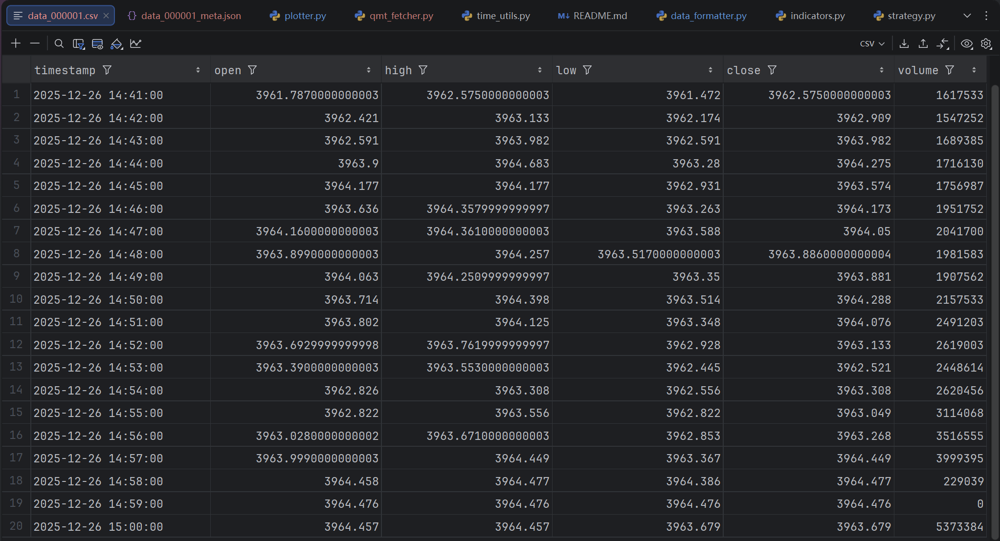 data_000001.csv data_000001_meta.json plotter.py qmt_fetcher.py time_utils.py README.md data_formatter.py indicators.py strategy.py
CSV
timestamp open high low close volume
1 2025-12-26 14:41:00 3961.7870000000003 3962.5750000000003 3961.472 3962.5750000000003 1617533
2 2025-12-26 14:42:00 3962.421 3963.133 3962.174 3962.909 1547252
3 2025-12-26 14:43:00 3962.591 3963.982 3962.591 3963.982 1689385
4 2025-12-26 14:44:00 3963.9 3964.683 3963.28 3964.275 1716130
5 2025-12-26 14:45:00 3964.177 3964.177 3962.931 3963.574 1756987
6 2025-12-26 14:46:00 3963.636 3964.3579999999997 3963.263 3964.173 1951752
7 2025-12-26 14:47:00 3964.1600000000003 3964.3610000000003 3963.588 3964.05 2041700
8 2025-12-26 14:48:00 3963.8990000000003 3964.257 3963.5170000000003 3963.8860000000004 1981583
9 2025-12-26 14:49:00 3964.063 3964.2509999999997 3963.35 3963.881 1907562
10 2025-12-26 14:50:00 3963.714 3964.398 3963.514 3964.288 2157533
11 2025-12-26 14:51:00 3963.802 3964.125 3963.348 3964.076 2491203
12 2025-12-26 14:52:00 3963.6929999999998 3963.7619999999997 3962.928 3963.133 2619003
13 2025-12-26 14:53:00 3963.3900000000003 3963.5530000000003 3962.445 3962.521 2448614
14 2025-12-26 14:54:00 3962.826 3963.308 3962.556 3963.308 2620456
15 2025-12-26 14:55:00 3962.822 3963.556 3962.822 3963.049 3114068
16 2025-12-26 14:56:00 3963.0280000000002 3963.6710000000003 3962.853 3963.268 3516555
17 2025-12-26 14:57:00 3963.9990000000003 3964.449 3963.367 3964.449 3999395
18 2025-12-26 14:58:00 3964.458 3964.477 3964.386 3964.477 229039
19 2025-12-26 14:59:00 3964.476 3964.476 3964.476 3964.476 0
20 2025-12-26 15:00:00 3964.457 3964.457 3963.679 3963.679 5373384